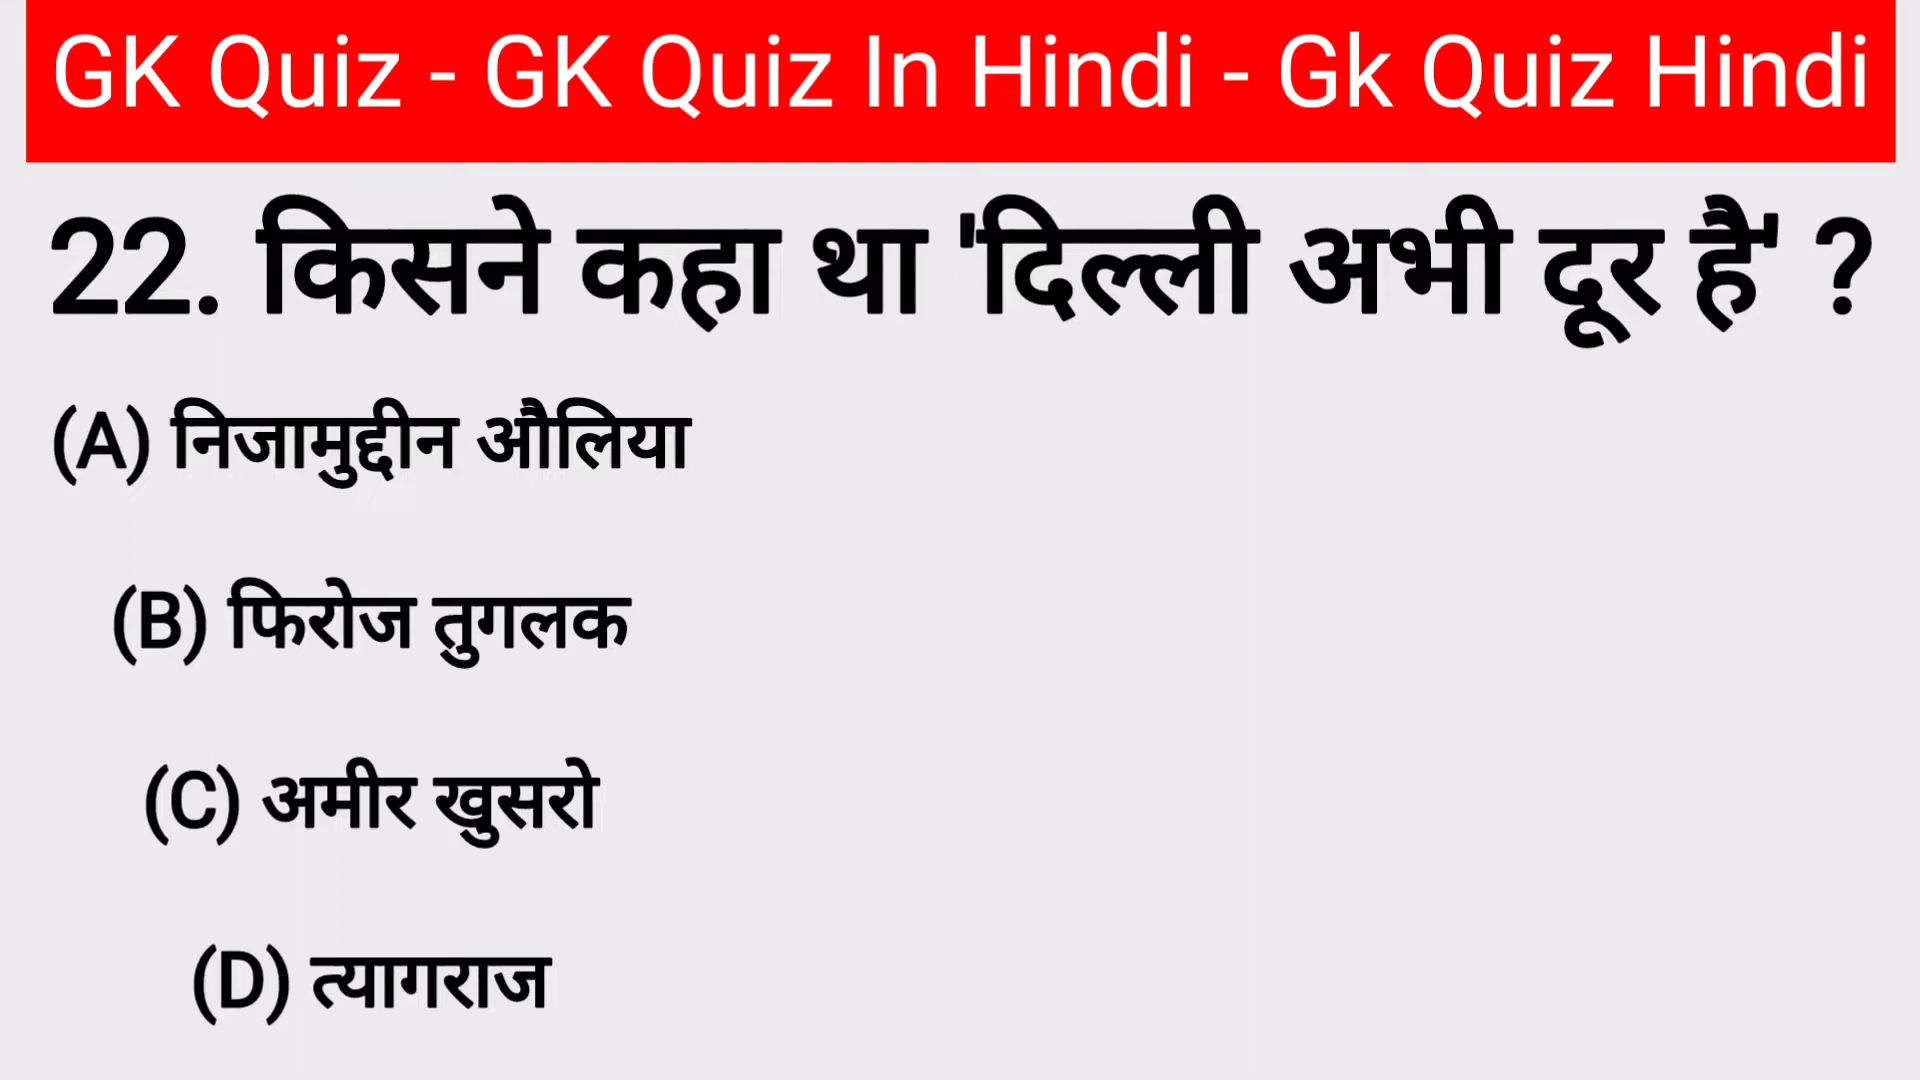 GK Quiz - GK Quiz In Hindi - Gk Quiz Hindi
22. किसने कहा था 'दिल्ली अभी दूर है' ?
(A) निजामुद्दीन औलिया
(B) फिरोज तुगलक
(C) अमीर खुसरो
(D) त्यागराज